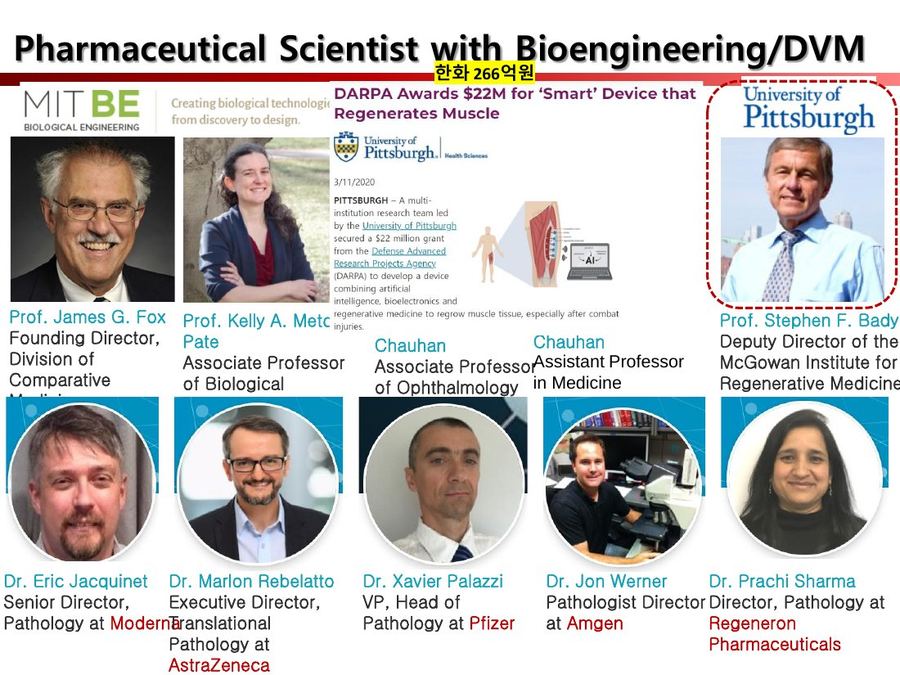 Pharmaceutical Scientist with Bioengineering/DVM
한화 266억원
MIT BE
BIOLOGICAL ENGINEERING
Creating biological technologie
from discovery to design.
DARPA Awards $22M for ‘Smart’ Device that
Regenerates Muscle
University of
Pittsburgh
Health Sciences
3/11/2020
PITTSBURGH – A multi-
institution research team led
by the University of Pittsburgh
secured a $22 million grant
from the Defense Advanced
Research Projects Agency
(DARPA) to develop a device
combining artificial
intelligence, bioelectronics and
regenerative medicine to regrow muscle tissue, especially after combat
injuries.
AI
University of
Pittsburgh
Prof. James G. Fox
Founding Director,
Division of
Comparative
Prof. Kelly A. Metc
Pate
Associate Professor
of Biological
Chauhan
Associate Professor
of Ophthalmology
Chauhan
Assistant Professor
in Medicine
Prof. Stephen F. Bady
Deputy Director of the
McGowan Institute for
Regenerative Medicine
Dr. Eric Jacquinet
Senior Director,
Pathology at Moderna
Dr. Marlon Rebelatto
Executive Director,
Translational
Pathology at
AstraZeneca
Dr. Xavier Palazzi
VP, Head of
Pathology at Pfizer
Dr. Jon Werner
Pathologist Director
at Amgen
Dr. Prachi Sharma
Director, Pathology at
Regeneron
Pharmaceuticals